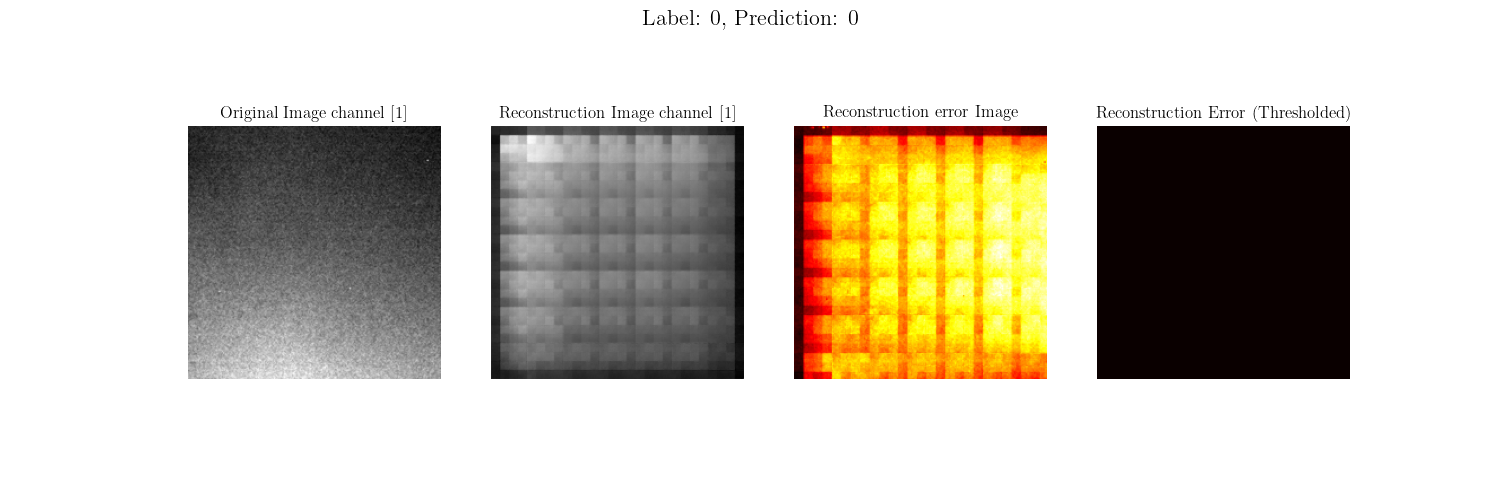 Label: 0, Prediction: 0
Original Image channel [1]
Reconstruction Image channel [1]
Reconstruction error Image
Reconstruction Error (Thresholded)